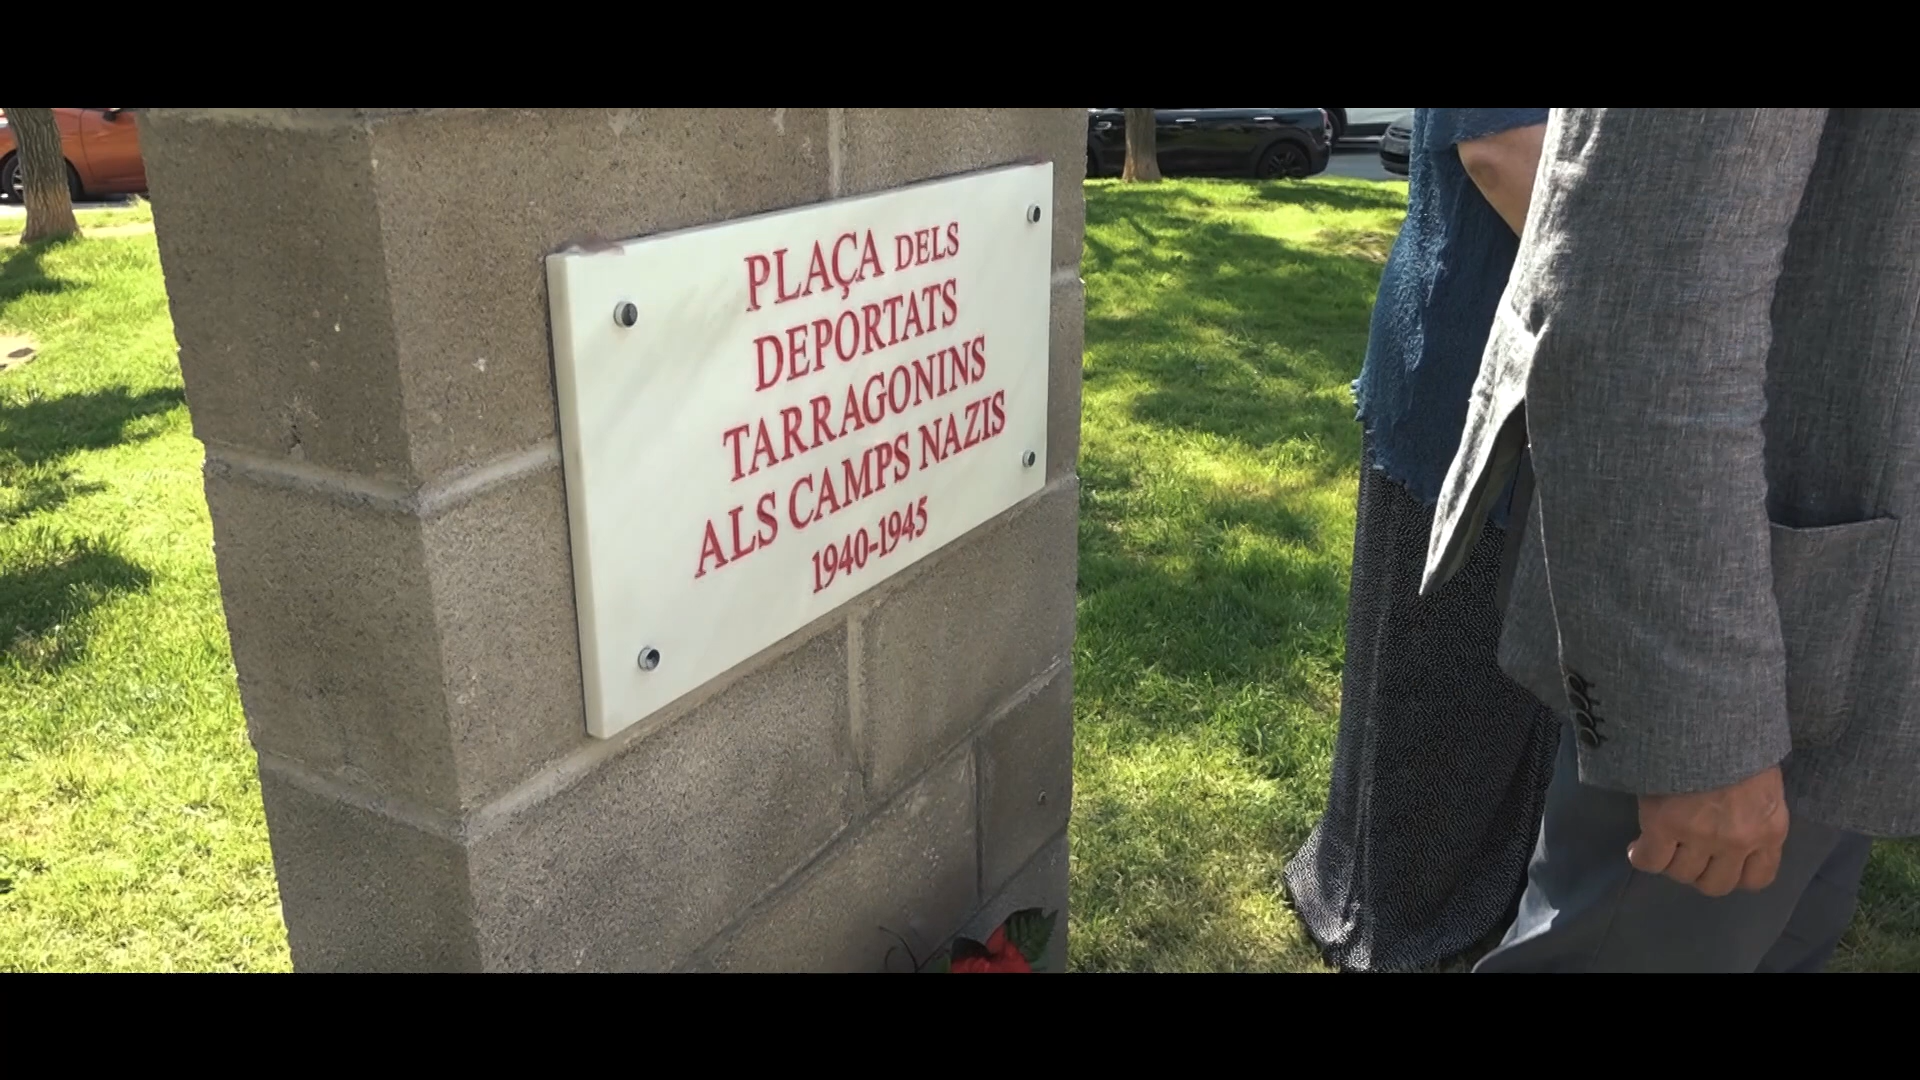 PLAÇA DELS
DEPORTATS
TARRAGONINS
ALS CAMPS NAZIS
1940-1945